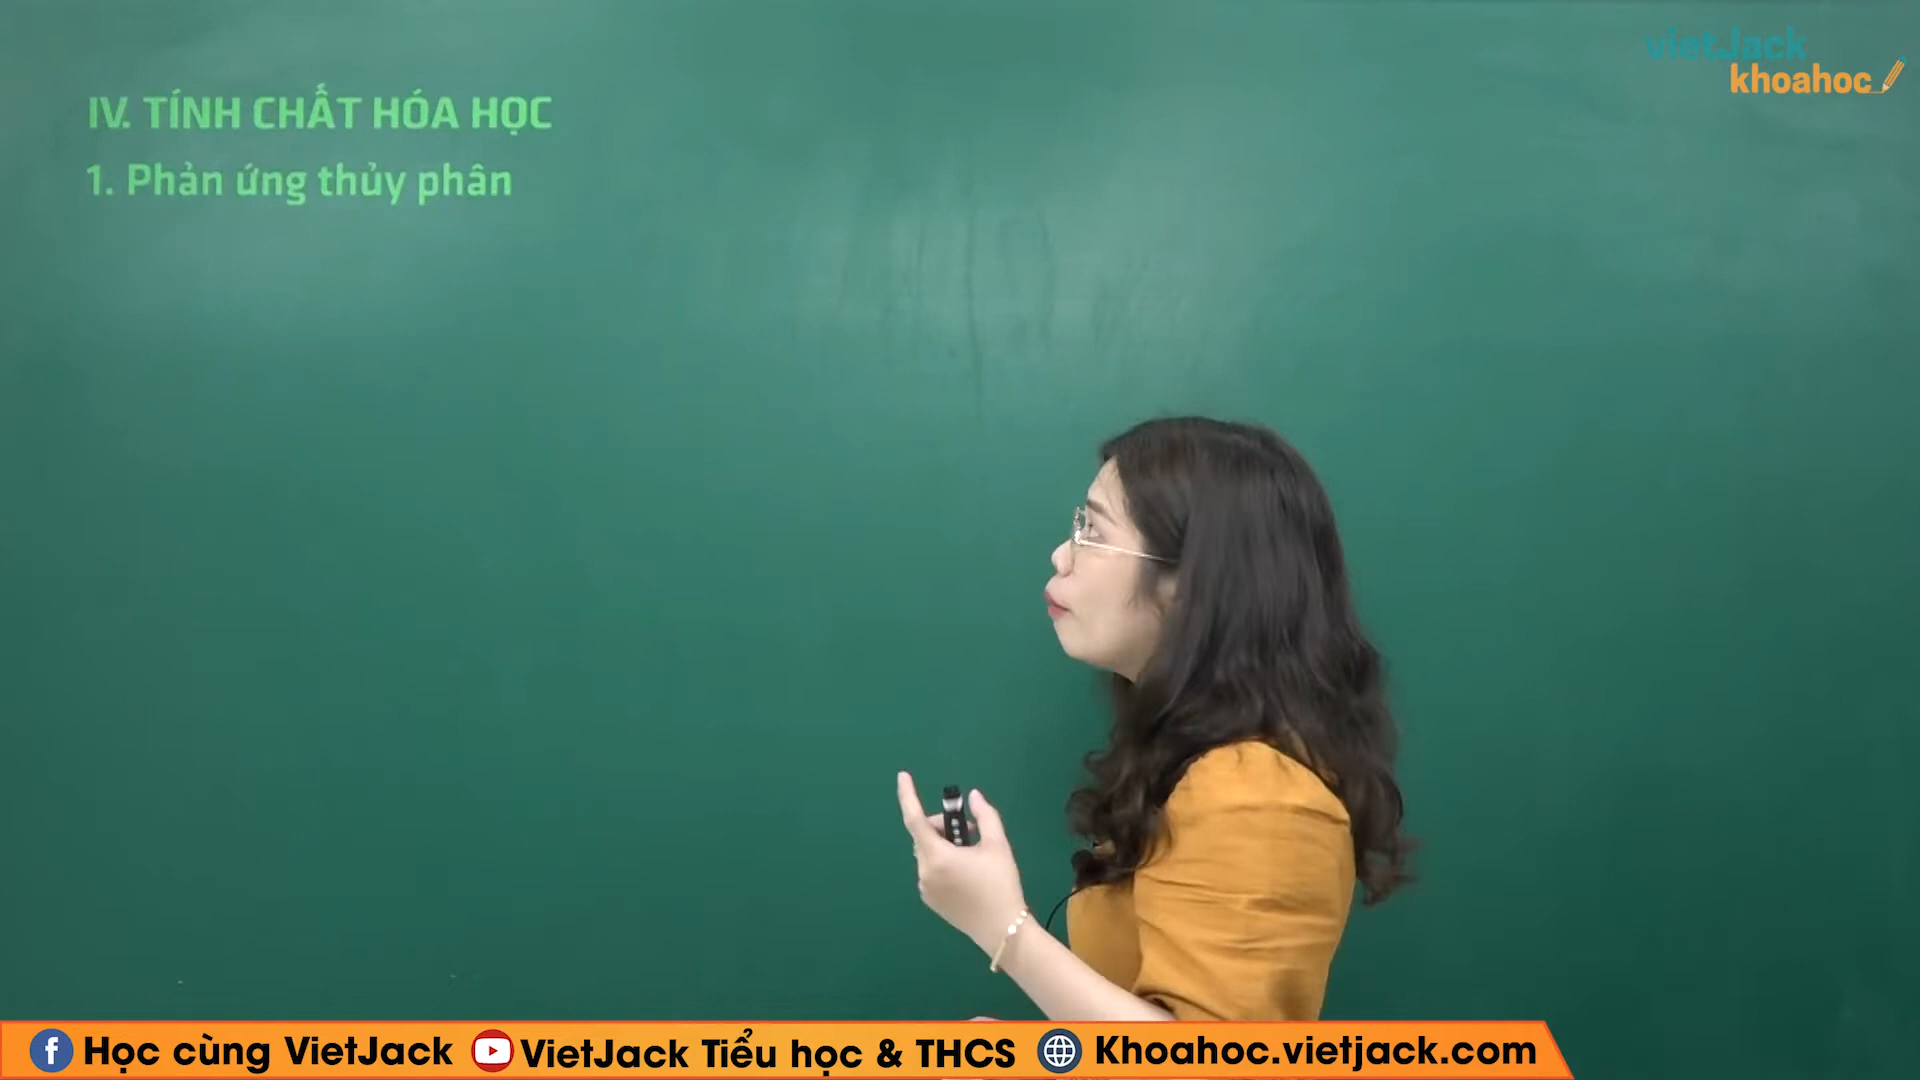 vietJack
khoahoc
IV. TÍNH CHẤT HÓA HỌC
1. Phản ứng thủy phân
Học cùng VietJack
VietJack Tiểu học & THCS
Khoahoc.vietjack.com